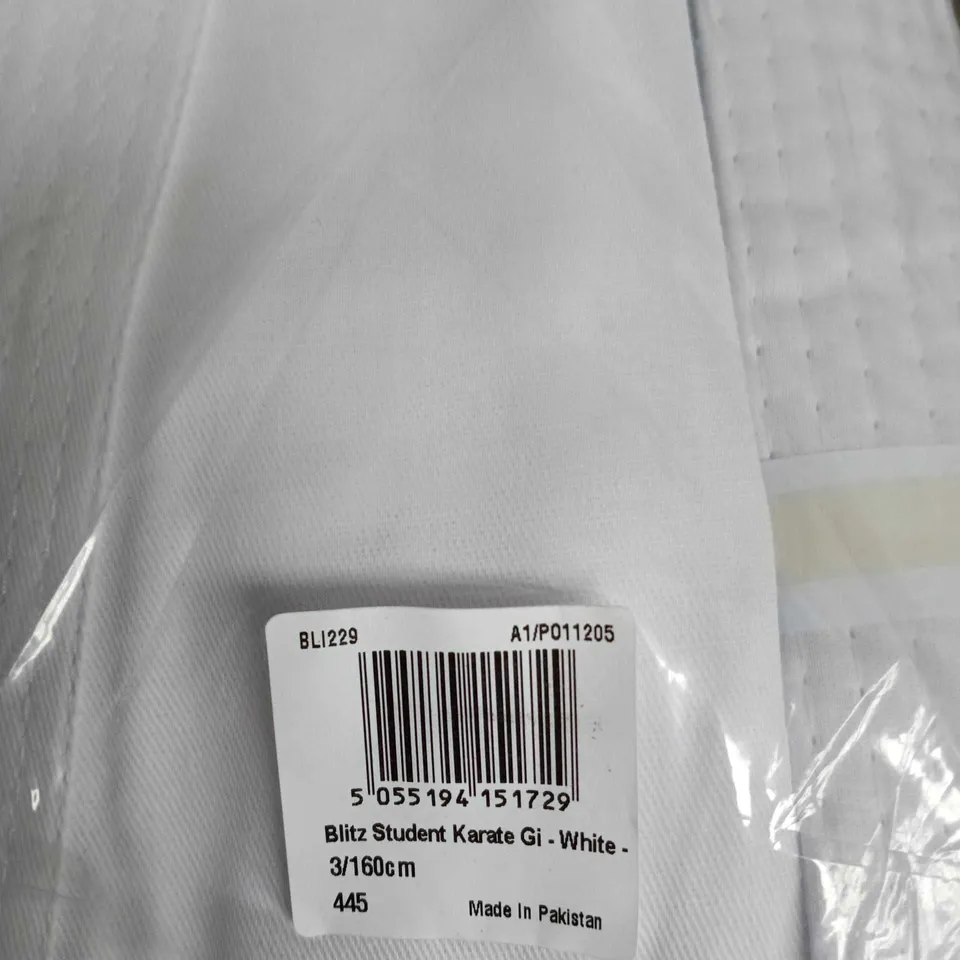 BLI229 A1/P011205
5 055194 151729
Blitz Student Karate Gi - White -
3/160cm
445 Made In Pakistan